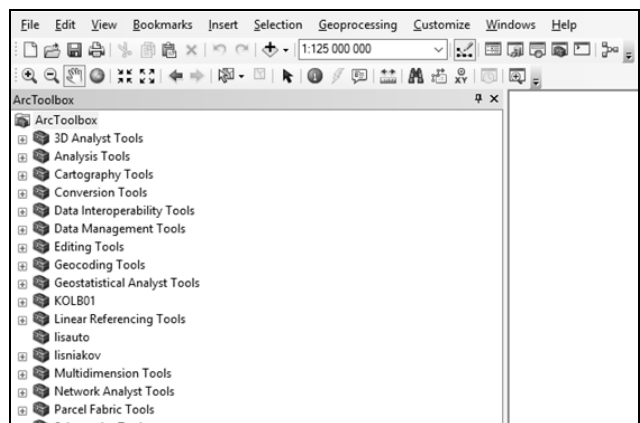 File Edit View Bookmarks Insert Selection Geoprocessing Customize Windows Help
1:125 000 000
ArcToolbox
ArcToolbox
3D Analyst Tools
Analysis Tools
Cartography Tools
Conversion Tools
Data Interoperability Tools
Data Management Tools
Editing Tools
Geocoding Tools
Geostatistical Analyst Tools
KOLB01
Linear Referencing Tools
lisauto
lisniakov
Multidimension Tools
Network Analyst Tools
Parcel Fabric Tools